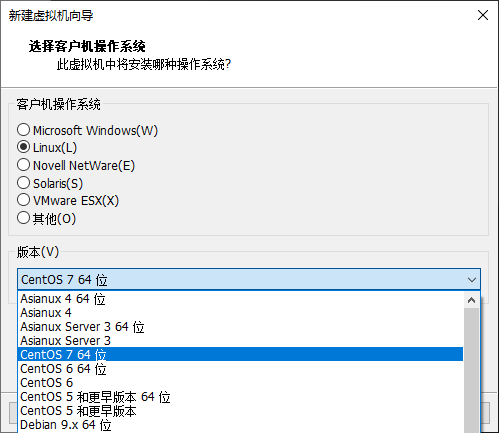 新建虚拟机向导
选择客户机操作系统
此虚拟机中将安装哪种操作系统?
客户机操作系统
Microsoft Windows(W)
Linux(L)
Novell NetWare(E)
Solaris(S)
VMware ESX(X)
其他(O)
版本(V)
CentOS 7 64 位
Asianux 4 64 位
Asianux 4
Asianux Server 3 64 位
Asianux Server 3
CentOS 7 64 位
CentOS 6 64 位
CentOS 6
CentOS 5 和更早版本 64 位
CentOS 5 和更早版本
Debian 9.x 64 位